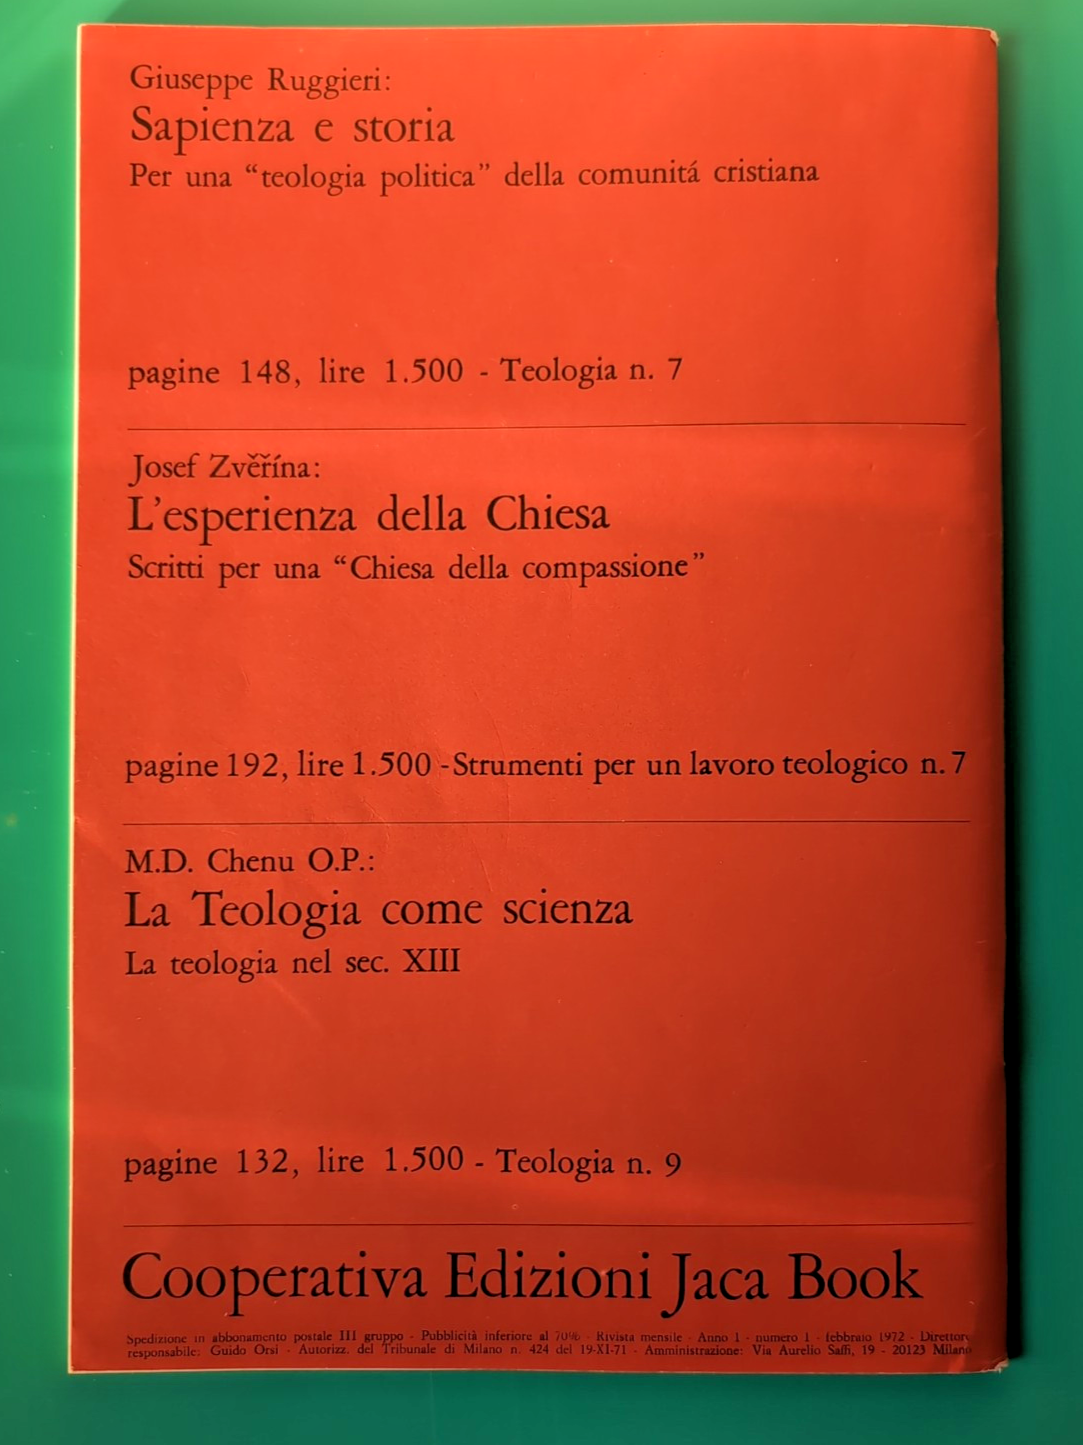 Giuseppe Ruggieri:
Sapienza e storia
Per una “teologia politica” della comunitá cristiana
pagine 148, lire 1.500 - Teologia n. 7
Josef Zvěřína:
L'esperienza della Chiesa
Scritti per una “Chiesa della compassione”
pagine 192, lire 1.500 - Strumenti per un lavoro teologico n. 7
M.D. Chenu O.P.:
La Teologia come scienza
La teologia nel sec. XIII
pagine 132, lire 1.500 - Teologia n. 9
Cooperativa Edizioni Jaca Book
Spedizione in abbonamento postale III gruppo - Pubblicità inferiore al 70% - Rivista mensile - Anno 1 - numero 1 - febbraio 1972 - Direttore
responsabile: Guido Orsi - Autorizz. del Tribunale di Milano n. 424 del 19-XI-71 - Amministrazione: Via Aurelio Saffi, 19 - 20123 Milano